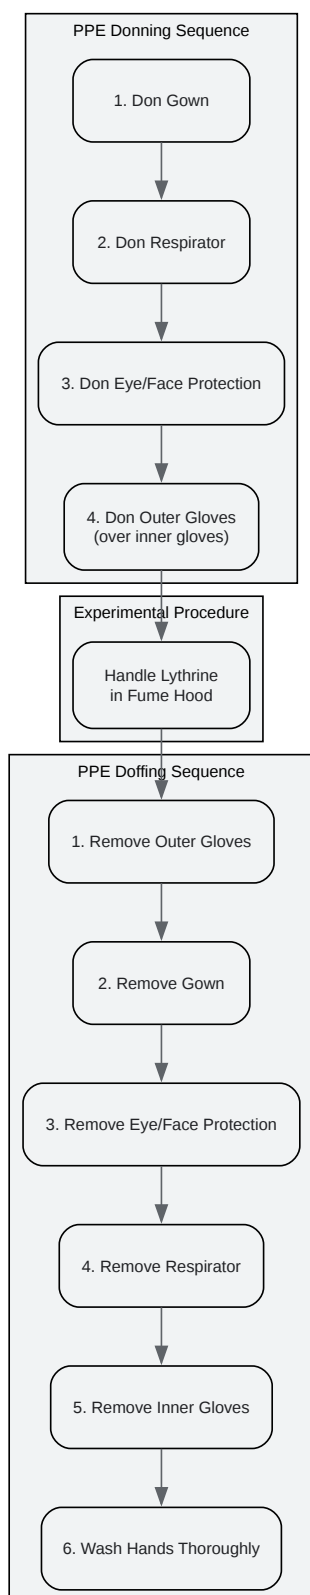 PPE Donning Sequence
1. Don Gown
2. Don Respirator
3. Don Eye/Face Protection
4. Don Outer Gloves
(over inner gloves)
Experimental Procedure
Handle Lythrine
in Fume Hood
PPE Doffing Sequence
1. Remove Outer Gloves
2. Remove Gown
3. Remove Eye/Face Protection
4. Remove Respirator
5. Remove Inner Gloves
6. Wash Hands Thoroughly